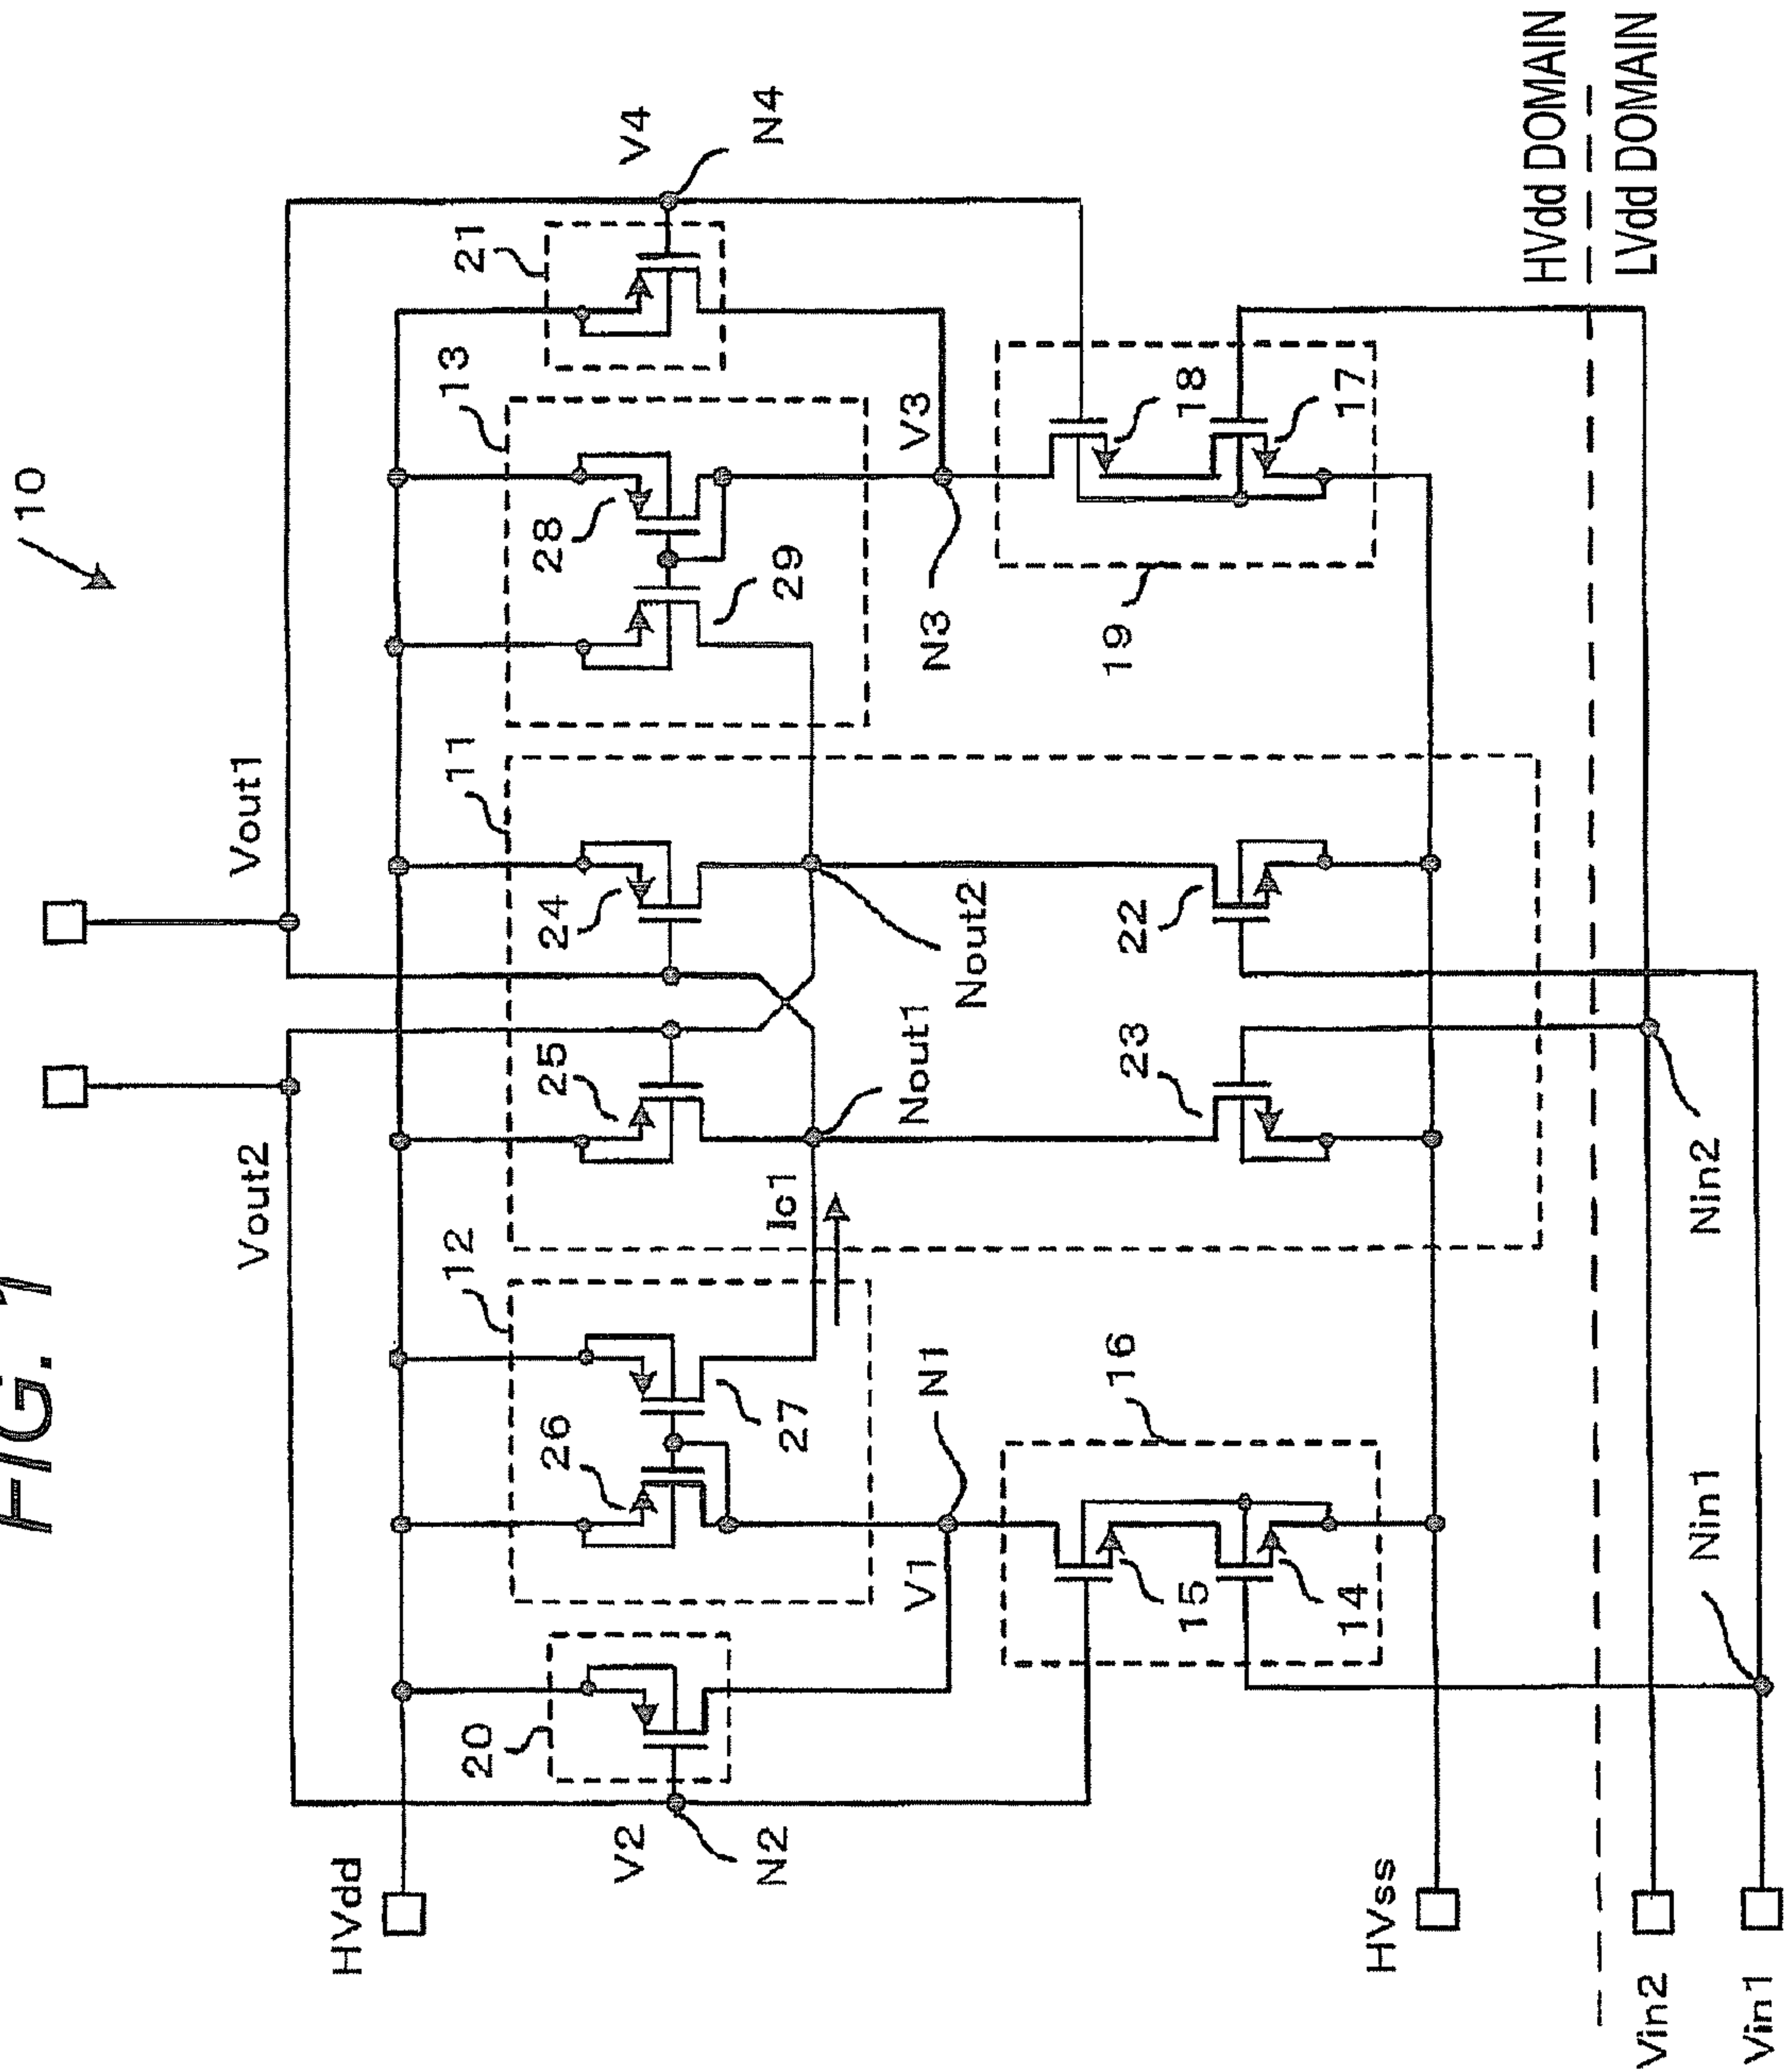 FIG. 1
10
Vout2
Vout1
HVdd
V2
N2
20
12
26
27
Ic1
25
24
11
13
28
29
21
V4
N4
V1
N1
Nout1
Nout2
N3
V3
16
15
14
23
22
19
18
17
HVss
HVdd DOMAIN
LVdd DOMAIN
Vin2
Vin1
Nin1
Nin2